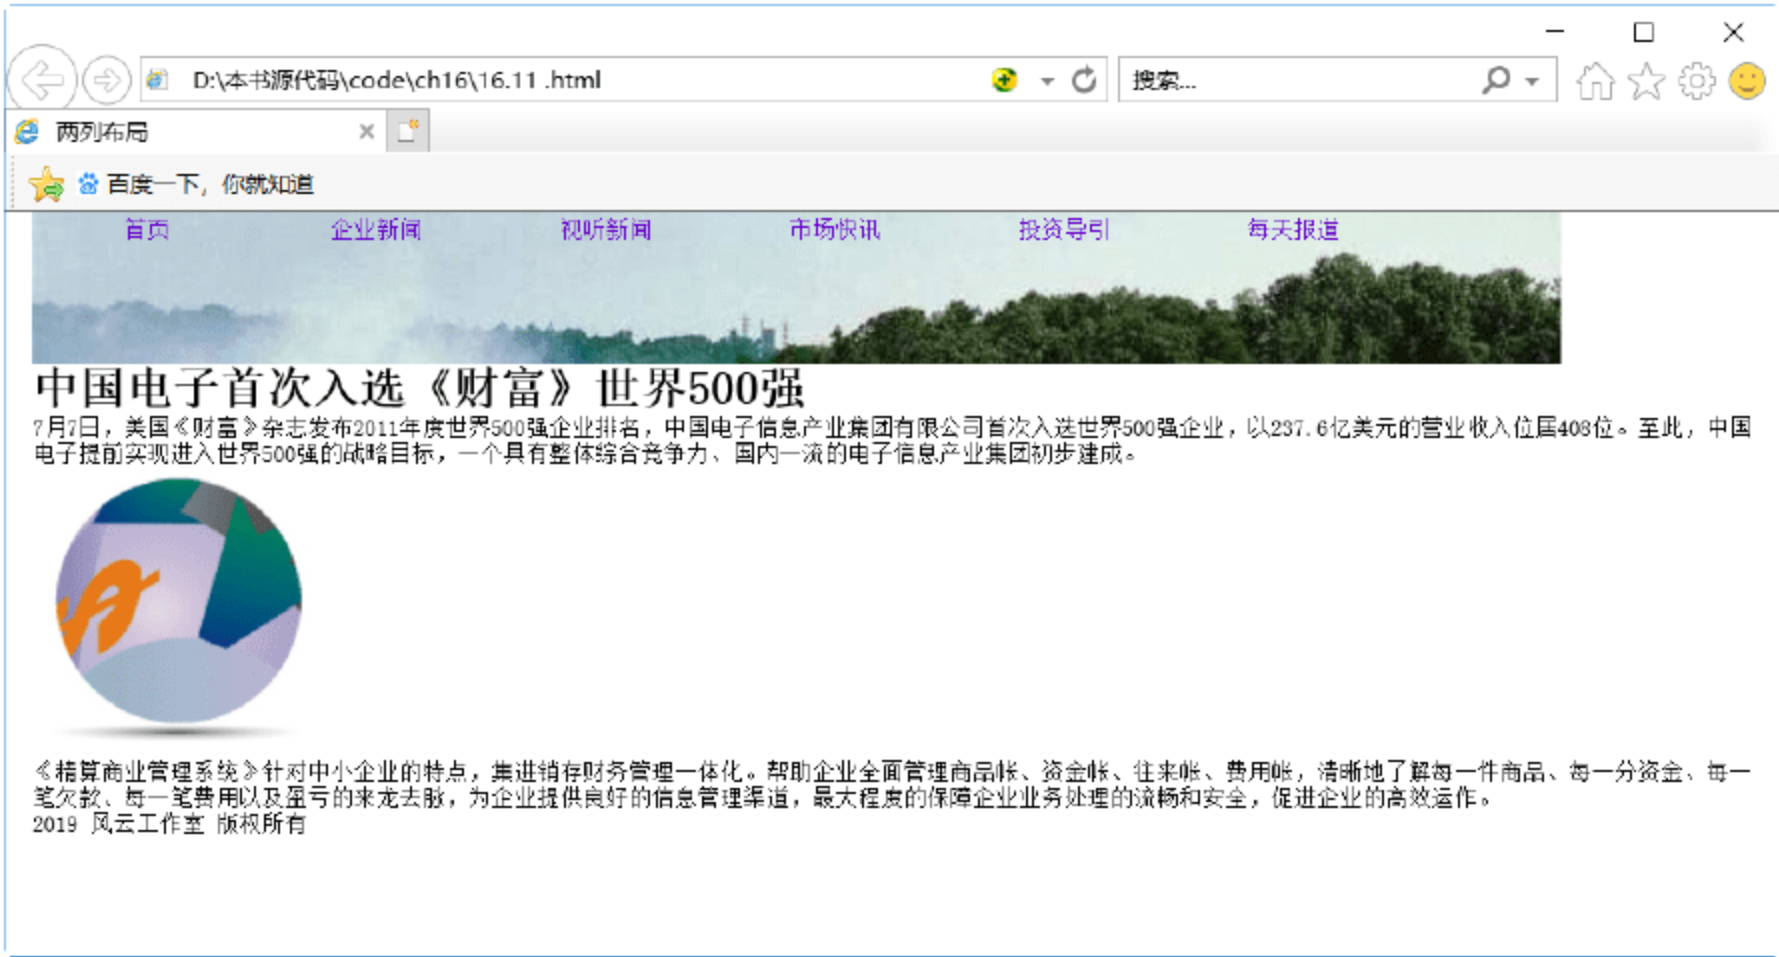 D:\本书源代码\code\ch16\16.11 .html
搜索...
两列布局
百度一下，你就知道
首页 企业新闻 视听新闻 市场快讯 投资导引 每天报道
中国电子首次入选《财富》世界500强
7月7日，美国《财富》杂志发布2011年度世界500强企业排名，中国电子信息产业集团有限公司首次入选世界500强企业，以237.6亿美元的营业收入位居408位。至此，中国
电子提前实现进入世界500强的战略目标，一个具有整体综合竞争力、国内一流的电子信息产业集团初步建成。
《精算商业管理系统》针对中小企业的特点，集进销存财务管理一体化。帮助企业全面管理商品帐、资金帐、往来帐、费用帐，清晰地了解每一件商品、每一分资金、每一
笔欠款、每一笔费用以及盈亏的来龙去脉，为企业提供良好的信息管理渠道，最大程度的保障企业业务处理的流畅和安全，促进企业的高效运作。
2019 风云工作室 版权所有